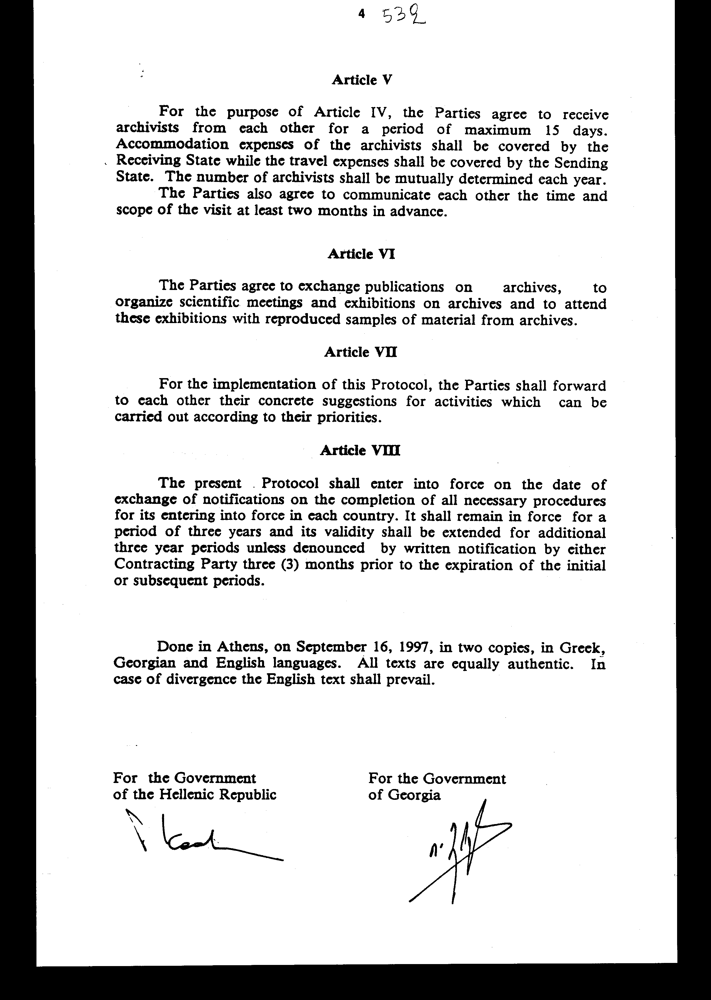 4 532
Article V
For the purpose of Article IV, the Parties agree to receive
archivists from each other for a period of maximum 15 days.
Accommodation expenses of the archivists shall be covered by the
Receiving State while the travel expenses shall be covered by the Sending
State. The number of archivists shall be mutually determined each year.
The Parties also agree to communicate each other the time and
scope of the visit at least two months in advance.
Article VI
The Parties agree to exchange publications on archives, to
organize scientific meetings and exhibitions on archives and to attend
these exhibitions with reproduced samples of material from archives.
Article VII
For the implementation of this Protocol, the Parties shall forward
to each other their concrete suggestions for activities which can be
carried out according to their priorities.
Article VIII
The present Protocol shall enter into force on the date of
exchange of notifications on the completion of all necessary procedures
for its entering into force in each country. It shall remain in force for a
period of three years and its validity shall be extended for additional
three year periods unless denounced by written notification by either
Contracting Party three (3) months prior to the expiration of the initial
or subsequent periods.
Done in Athens, on September 16, 1997, in two copies, in Greek,
Georgian and English languages. All texts are equally authentic. In
case of divergence the English text shall prevail.
For the Government
of the Hellenic Republic
For the Government
of Georgia